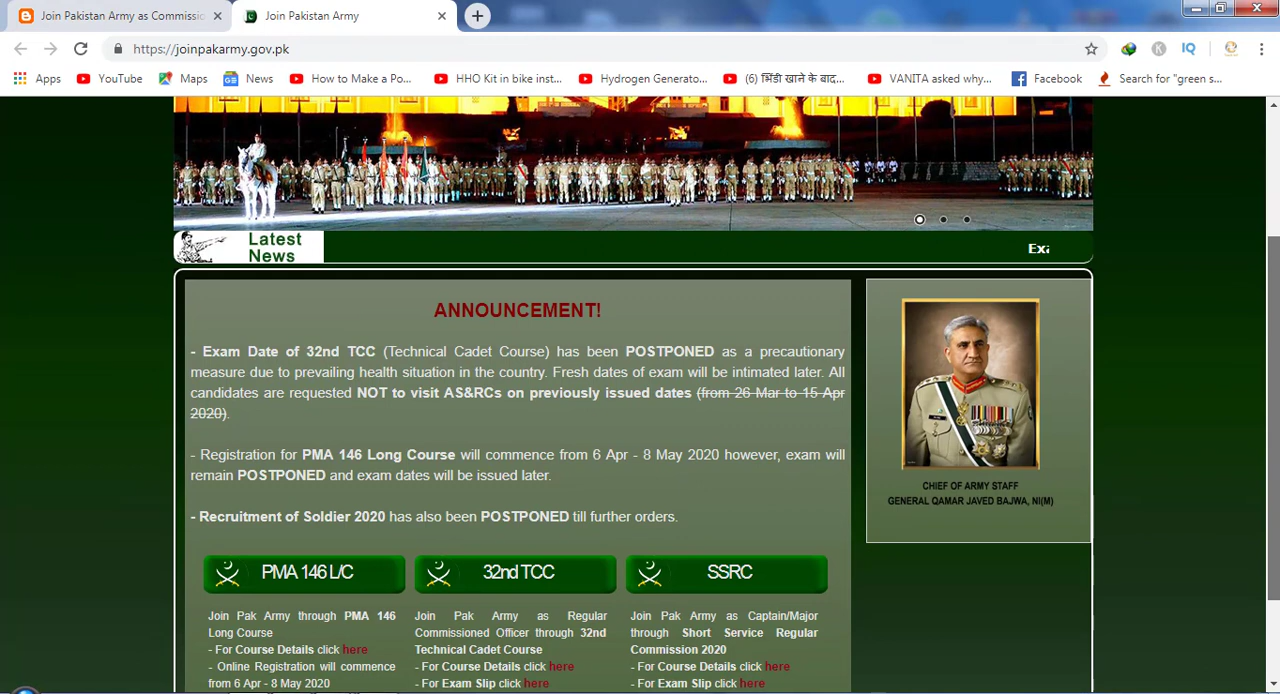 Join Pakistan Army as Commissio
Join Pakistan Army
https://joinpakarmy.gov.pk
IQ
Apps YouTube Maps News How to Make a Po... HHO Kit in bike inst... Hydrogen Generato... (6) भिंडी खाने के बाद... VANITA asked why... Facebook Search for "green s...
Latest
News
Exa
ANNOUNCEMENT!
- Exam Date of 32nd TCC (Technical Cadet Course) has been POSTPONED as a precautionary
measure due to prevailing health situation in the country. Fresh dates of exam will be intimated later. All
candidates are requested NOT to visit AS&RCs on previously issued dates (from 26 Mar to 15 Apr
2020).
- Registration for PMA 146 Long Course will commence from 6 Apr - 8 May 2020 however, exam will
remain POSTPONED and exam dates will be issued later.
- Recruitment of Soldier 2020 has also been POSTPONED till further orders.
CHIEF OF ARMY STAFF
GENERAL QAMAR JAVED BAJWA, NI(M)
PMA 146 L/C
Join Pak Army through PMA 146
Long Course
- For Course Details click here
- Online Registration will commence
from 6 Apr - 8 May 2020
32nd TCC
Join Pak Army as Regular
Commissioned Officer through 32nd
Technical Cadet Course
- For Course Details click here
- For Exam Slip click here
SSRC
Join Pak Army as Captain/Major
through Short Service Regular
Commission 2020
- For Course Details click here
- For Exam Slip click here